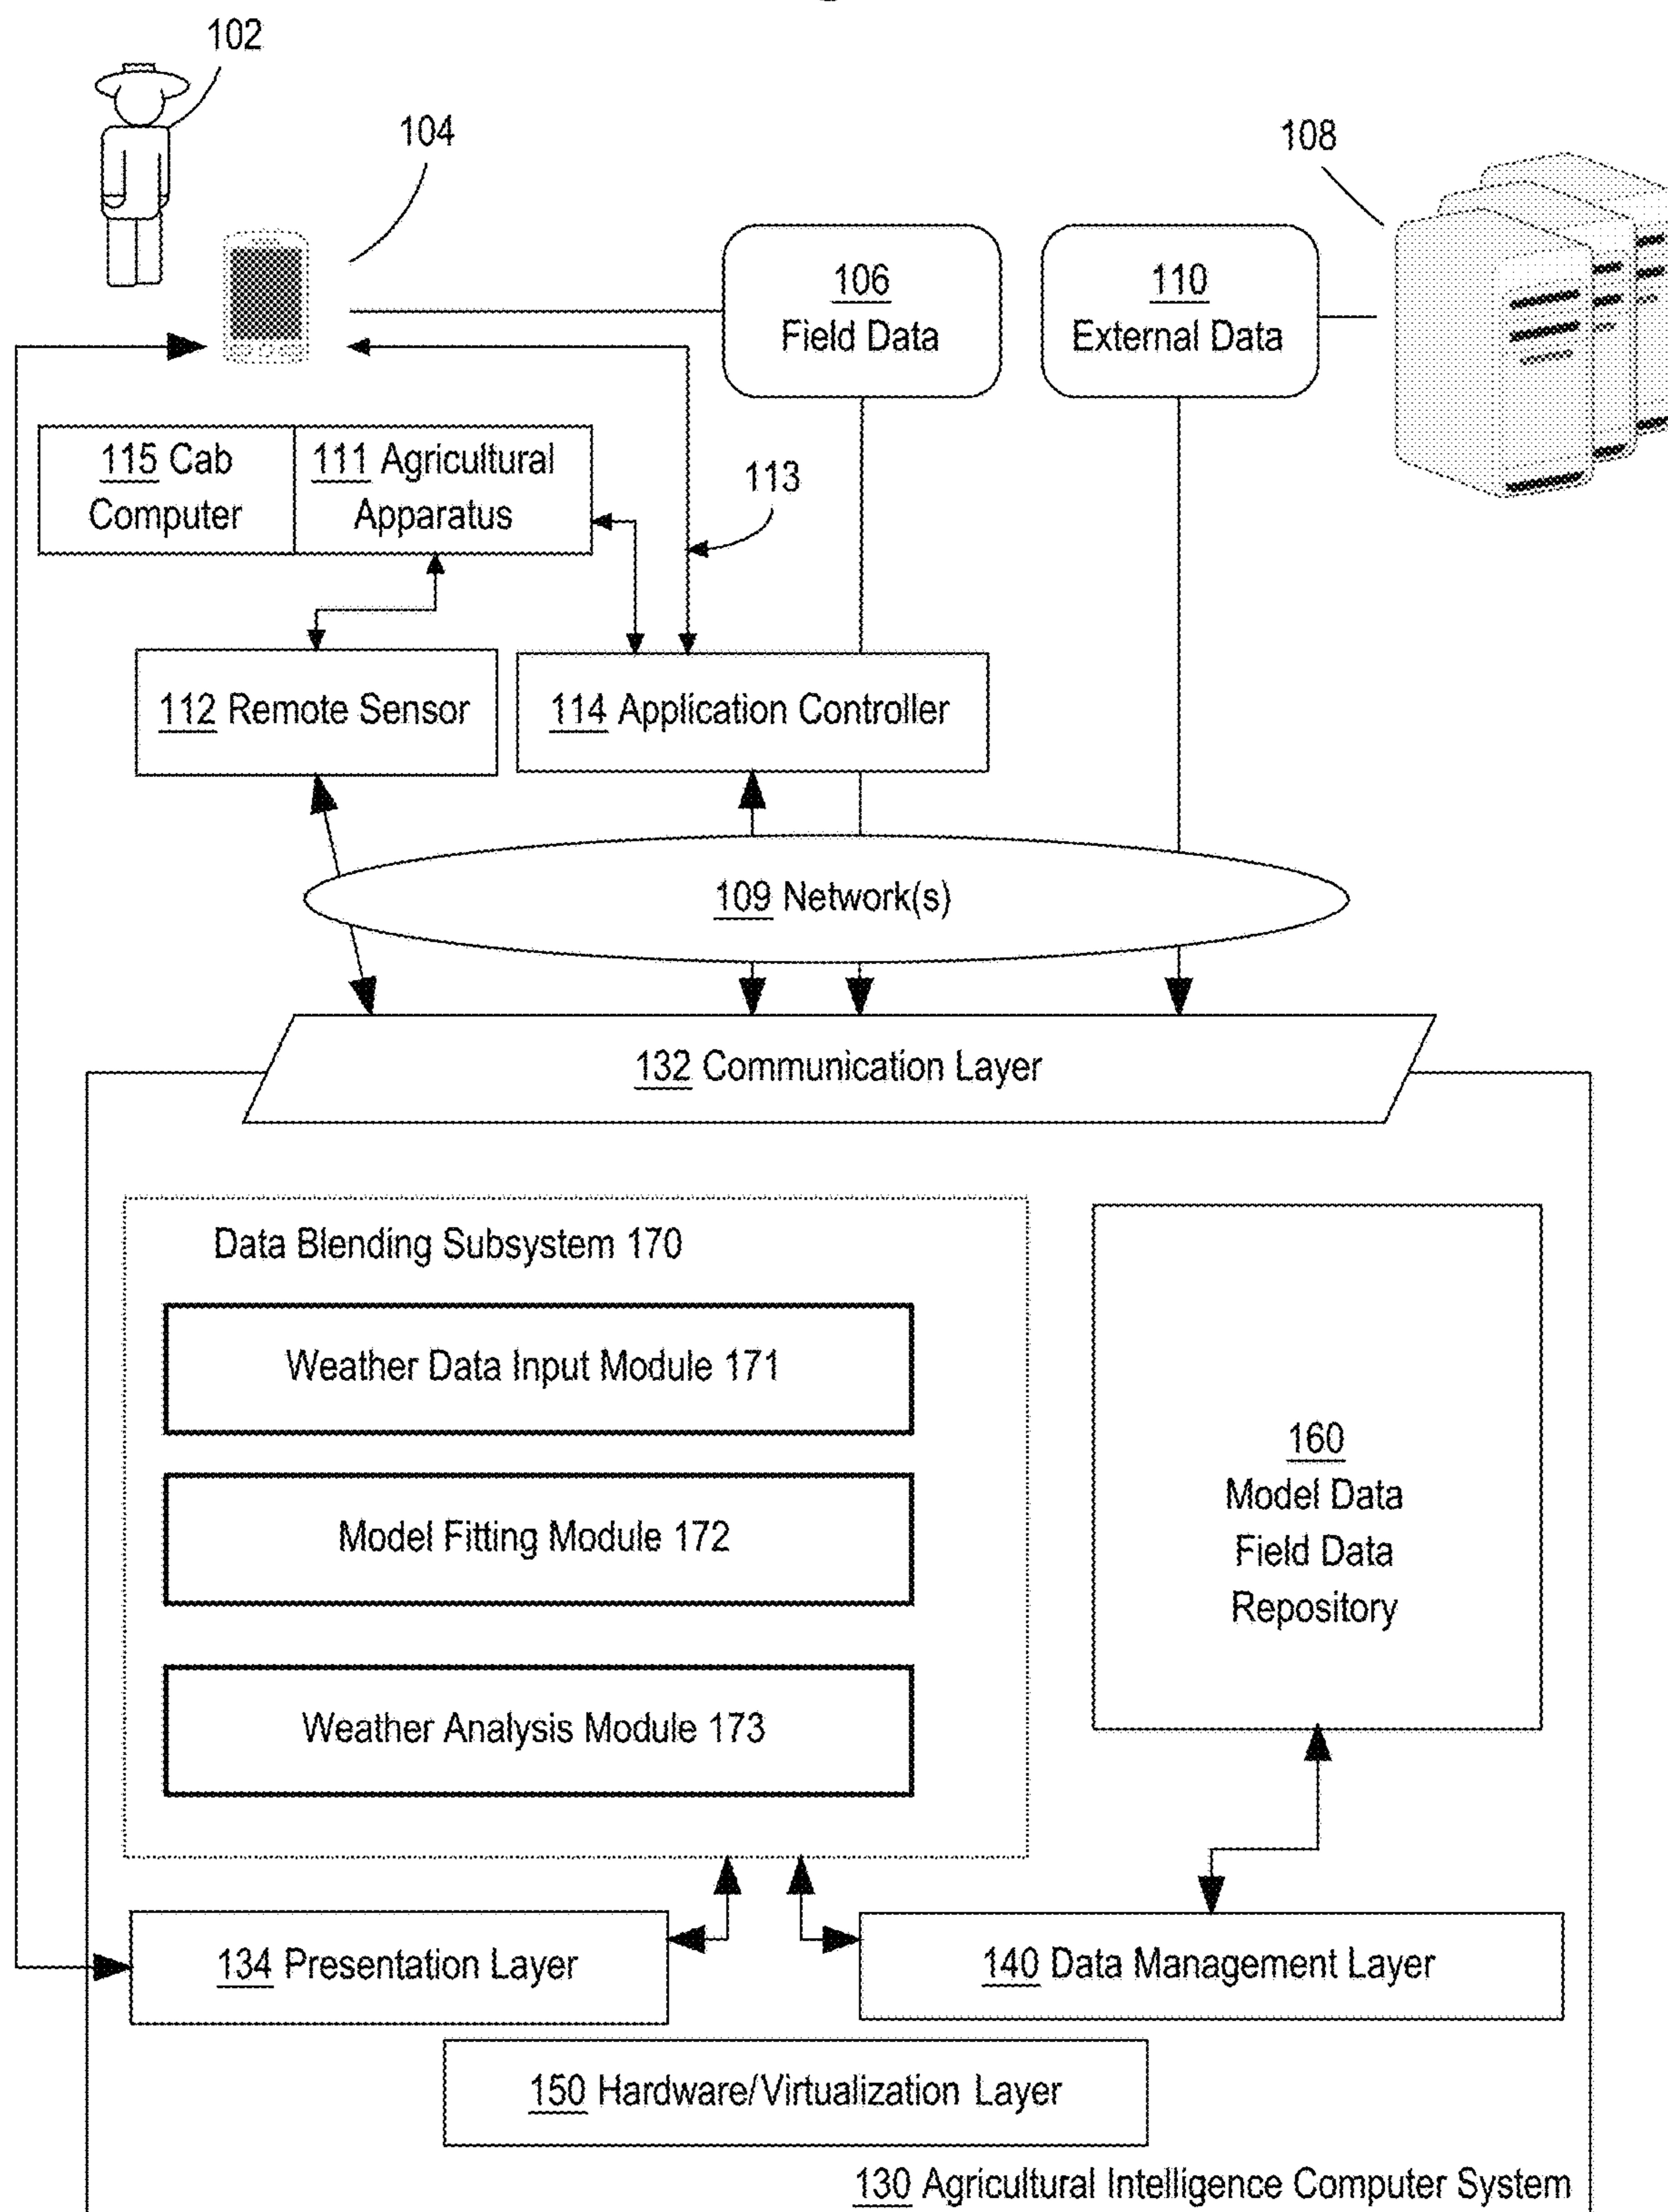 102
104
108
106
Field Data
110
External Data
115 Cab
Computer
111 Agricultural
Apparatus
113
112 Remote Sensor
114 Application Controller
109 Network(s)
132 Communication Layer
Data Blending Subsystem 170
Weather Data Input Module 171
Model Fitting Module 172
Weather Analysis Module 173
160
Model Data
Field Data
Repository
134 Presentation Layer
140 Data Management Layer
150 Hardware/Virtualization Layer
130 Agricultural Intelligence Computer System